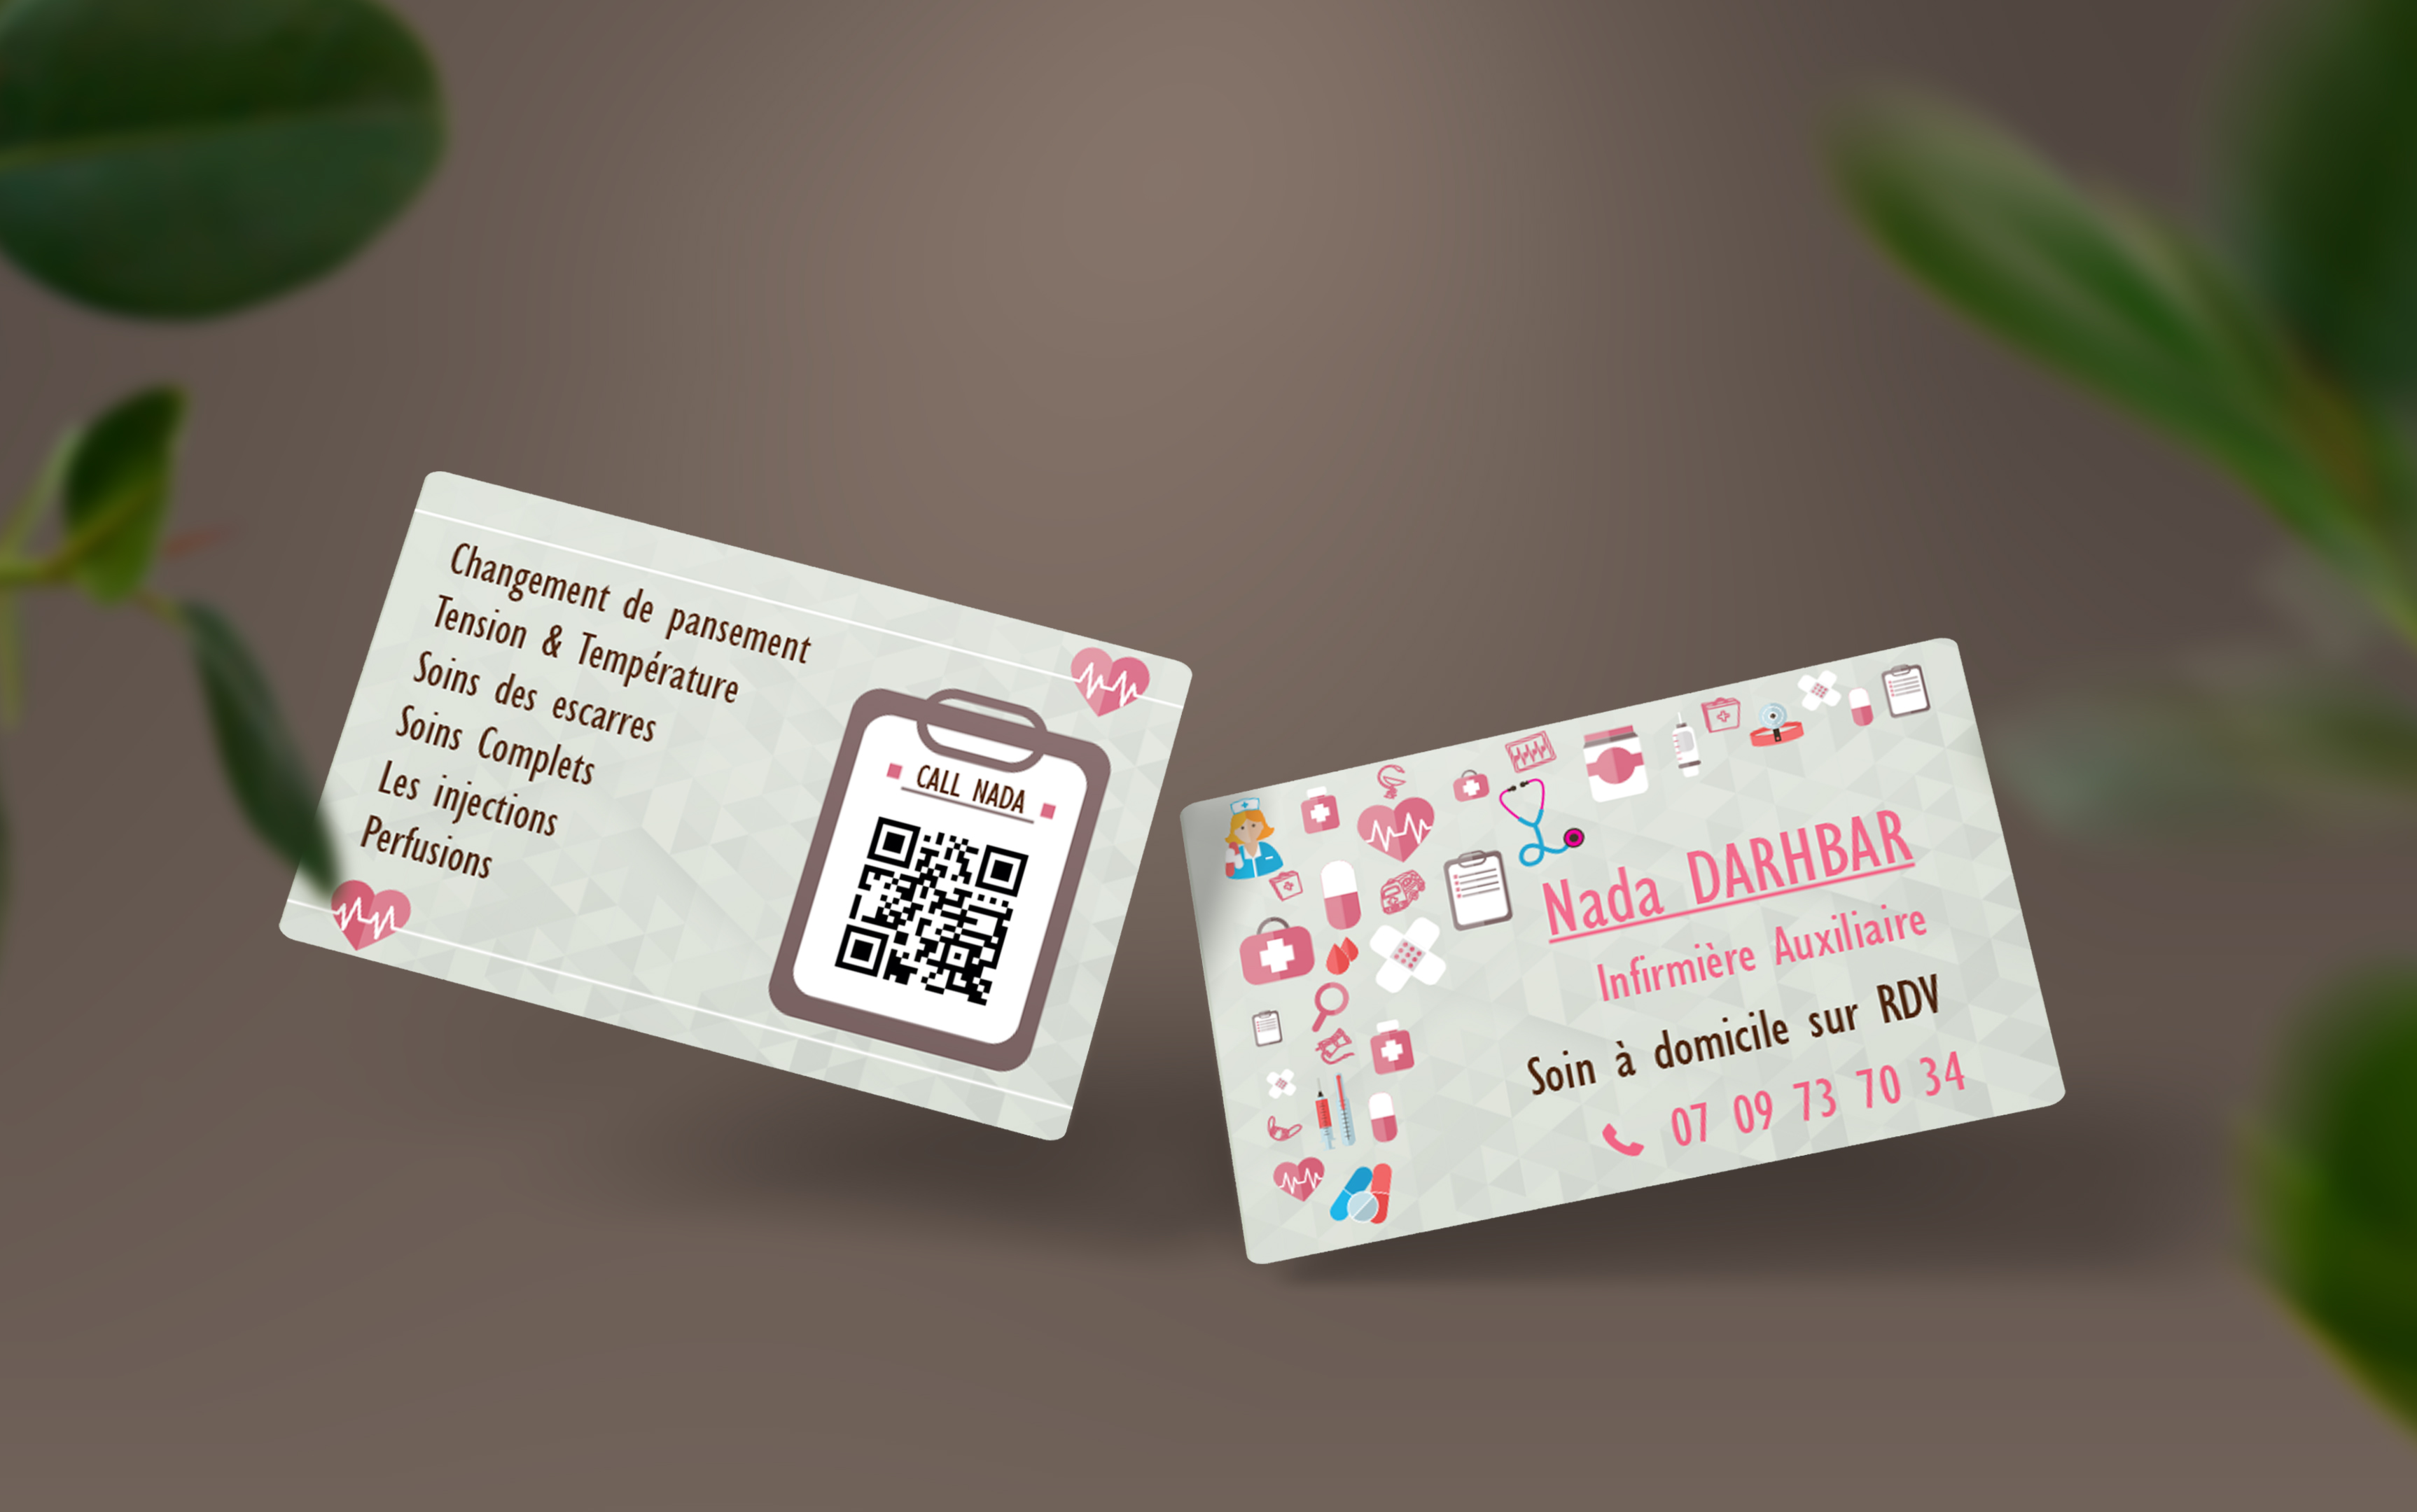 Changement de pansement
Tension & Température
Soins des escarres
Soins Complets
Les injections
Perfusions
CALL NADA
Nada DARHBAR
Infirmière Auxiliaire
Soin à domicile sur RDV
07 09 73 70 34